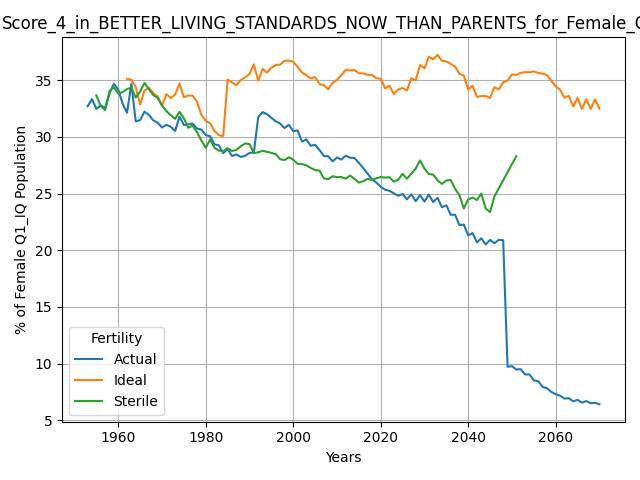 Score_4_in_BETTER_LIVING_STANDARDS_NOW_THAN_PARENTS_for_Female_
% of Female Q1_IQ Population
35
30
25
20
15
10
5
Fertility
Actual
Ideal
Sterile
1960 1980 2000 2020 2040 2060
Years